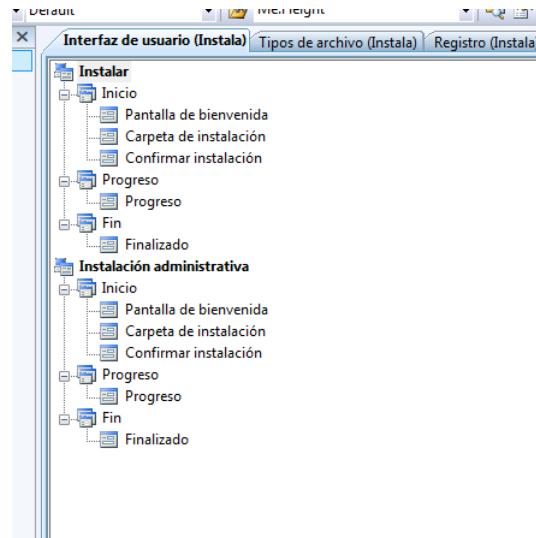 Default Me.Height
Interfaz de usuario (Instala) Tipos de archivo (Instala) Registro (Instala
Instalar
Inicio
Pantalla de bienvenida
Carpeta de instalación
Confirmar instalación
Progreso
Progreso
Fin
Finalizado
Instalación administrativa
Inicio
Pantalla de bienvenida
Carpeta de instalación
Confirmar instalación
Progreso
Progreso
Fin
Finalizado